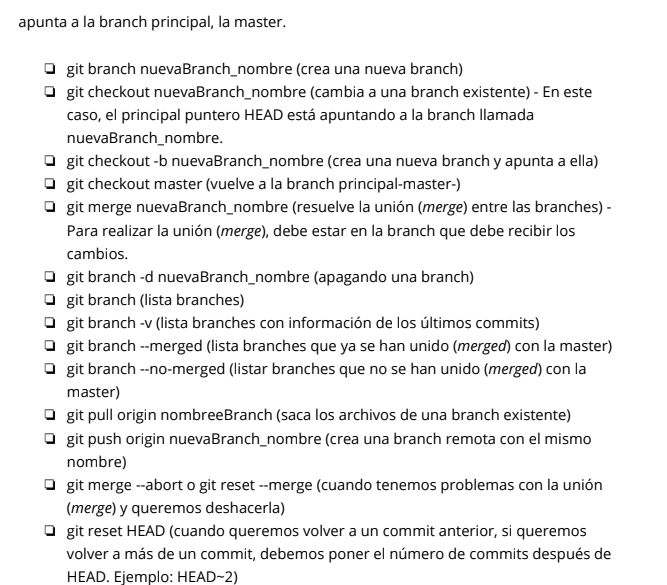 apunta a la branch principal, la master.
❏ git branch nuevaBranch_nombre (crea una nueva branch)
❏ git checkout nuevaBranch_nombre (cambia a una branch existente) - En este
caso, el principal puntero HEAD está apuntando a la branch llamada
nuevaBranch_nombre.
❏ git checkout -b nuevaBranch_nombre (crea una nueva branch y apunta a ella)
❏ git checkout master (vuelve a la branch principal-master-)
❏ git merge nuevaBranch_nombre (resuelve la unión (merge) entre las branches) -
Para realizar la unión (merge), debe estar en la branch que debe recibir los
cambios.
❏ git branch -d nuevaBranch_nombre (apagando una branch)
❏ git branch (lista branches)
❏ git branch -v (lista branches con información de los últimos commits)
❏ git branch --merged (lista branches que ya se han unido (merged) con la master)
❏ git branch --no-merged (listar branches que no se han unido (merged) con la
master)
❏ git pull origin nombreeBranch (saca los archivos de una branch existente)
❏ git push origin nuevaBranch_nombre (crea una branch remota con el mismo
nombre)
❏ git merge --abort o git reset --merge (cuando tenemos problemas con la unión
(merge) y queremos deshacerla)
❏ git reset HEAD (cuando queremos volver a un commit anterior, si queremos
volver a más de un commit, debemos poner el número de commits después de
HEAD. Ejemplo: HEAD~2)